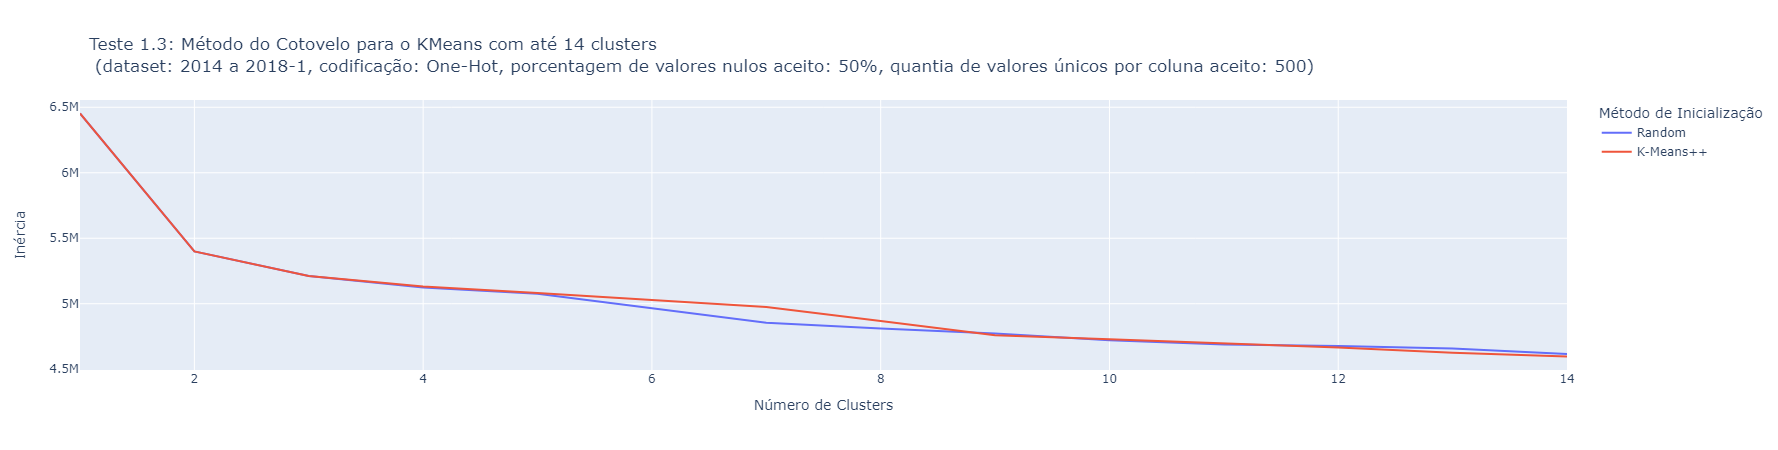 Teste 1.3: Método do Cotovelo para o KMeans com até 14 clusters
(dataset: 2014 a 2018-1, codificação: One-Hot, porcentagem de valores nulos aceito: 50%, quantia de valores únicos por coluna aceito: 500)
6.5M
6M
5.5M
5M
4.5M
Inércia
2
4
6
8
10
12
14
Número de Clusters
Método de Inicialização
Random
K-Means++